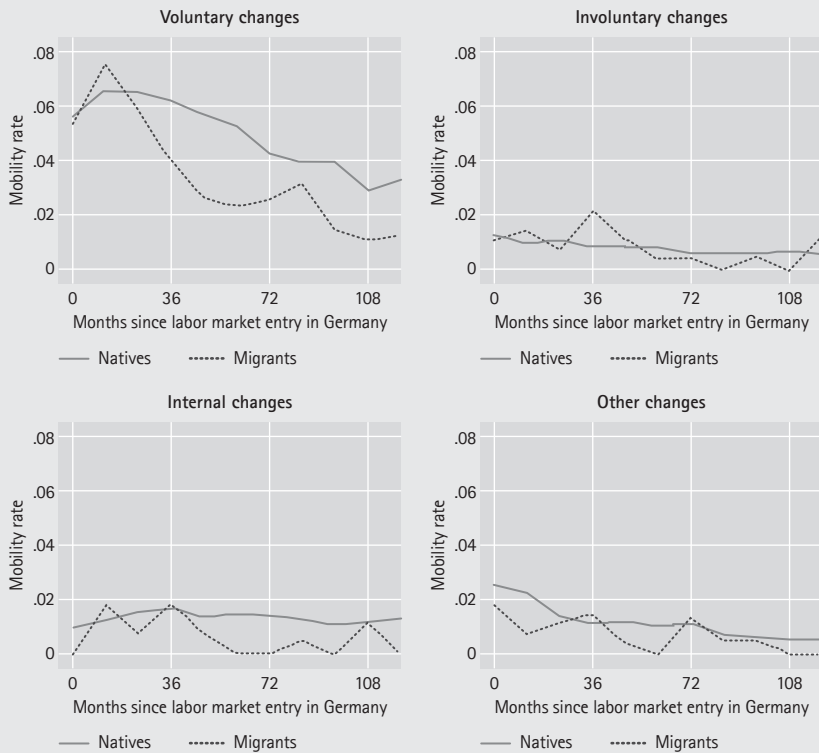 Voluntary changes
.08
.06
.04
.02
0
Mobility rate
0 36 72 108
Months since labor market entry in Germany
Natives Migrants
Involuntary changes
.08
.06
.04
.02
0
Mobility rate
0 36 72 108
Months since labor market entry in Germany
Natives Migrants
Internal changes
.08
.06
.04
.02
0
Mobility rate
0 36 72 108
Months since labor market entry in Germany
Natives Migrants
Other changes
.08
.06
.04
.02
0
Mobility rate
0 36 72 108
Months since labor market entry in Germany
Natives Migrants